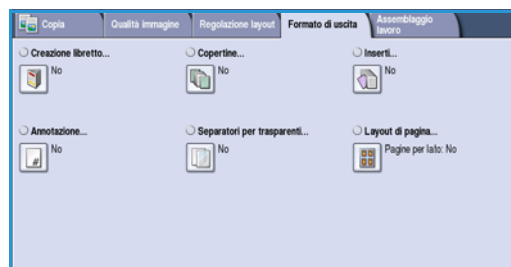 Copia
Qualità immagine
Regolazione layout
Formato di uscita
Assemblaggio
lavoro
Creazione libretto...
No
Copertine...
No
Inserti...
No
Annotazione...
#
No
Separatori per trasparenti...
No
Layout di pagina...
Pagine per lato: No